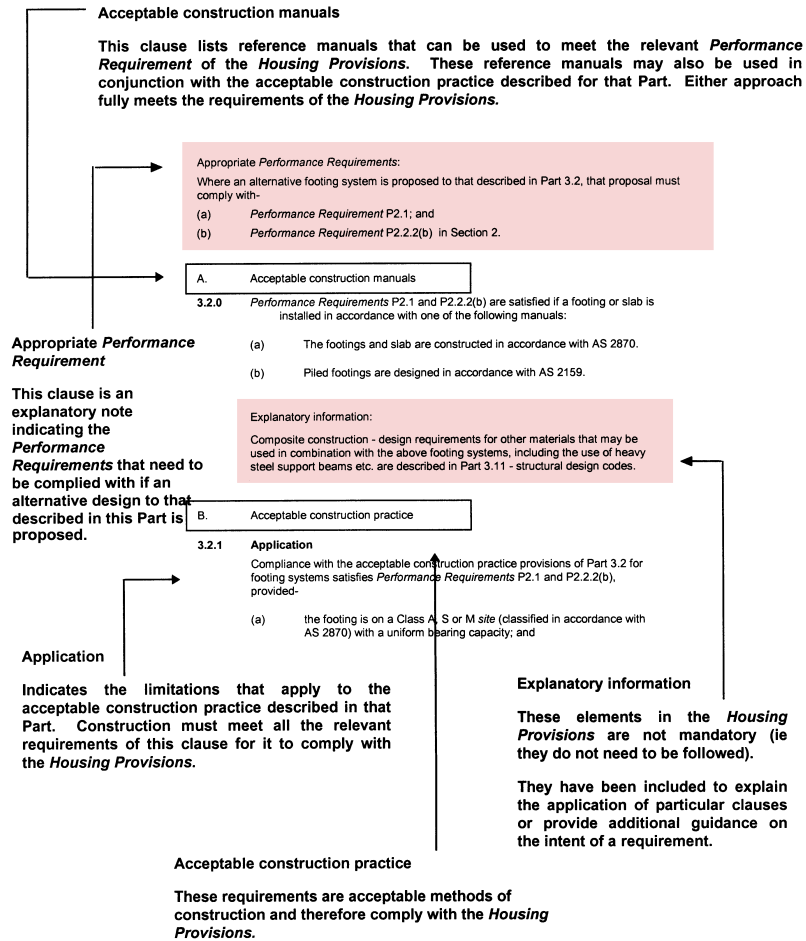 Acceptable construction manuals
This clause lists reference manuals that can be used to meet the relevant Performance
Requirement of the Housing Provisions. These reference manuals may also be used in
conjunction with the acceptable construction practice described for that Part. Either approach
fully meets the requirements of the Housing Provisions.
Appropriate Performance Requirements:
Where an alternative footing system is proposed to that described in Part 3.2, that proposal must
comply with-
(a) Performance Requirement P2.1; and
(b) Performance Requirement P2.2.2(b) in Section 2.
A. Acceptable construction manuals
3.2.0 Performance Requirements P2.1 and P2.2.2(b) are satisfied if a footing or slab is
installed in accordance with one of the following manuals:
(a) The footings and slab are constructed in accordance with AS 2870.
(b) Piled footings are designed in accordance with AS 2159.
Appropriate Performance
Requirement
This clause is an
explanatory note
indicating the
Performance
Requirements that need to
be complied with if an
alternative design to that
described in this Part is
proposed.
Explanatory information:
Composite construction - design requirements for other materials that may be
used in combination with the above footing systems, including the use of heavy
steel support beams etc. are described in Part 3.11 - structural design codes.
B. Acceptable construction practice
3.2.1 Application
Compliance with the acceptable construction practice provisions of Part 3.2 for
footing systems satisfies Performance Requirements P2.1 and P2.2.2(b),
provided-
(a) the footing is on a Class A, S or M site (classified in accordance with
AS 2870) with a uniform bearing capacity; and
Application
Indicates the limitations that apply to the
acceptable construction practice described in that
Part. Construction must meet all the relevant
requirements of this clause for it to comply with
the Housing Provisions.
Explanatory information
These elements in the Housing
Provisions are not mandatory (ie
they do not need to be followed).
They have been included to explain
the application of particular clauses
or provide additional guidance on
the intent of a requirement.
Acceptable construction practice
These requirements are acceptable methods of
construction and therefore comply with the Housing
Provisions.